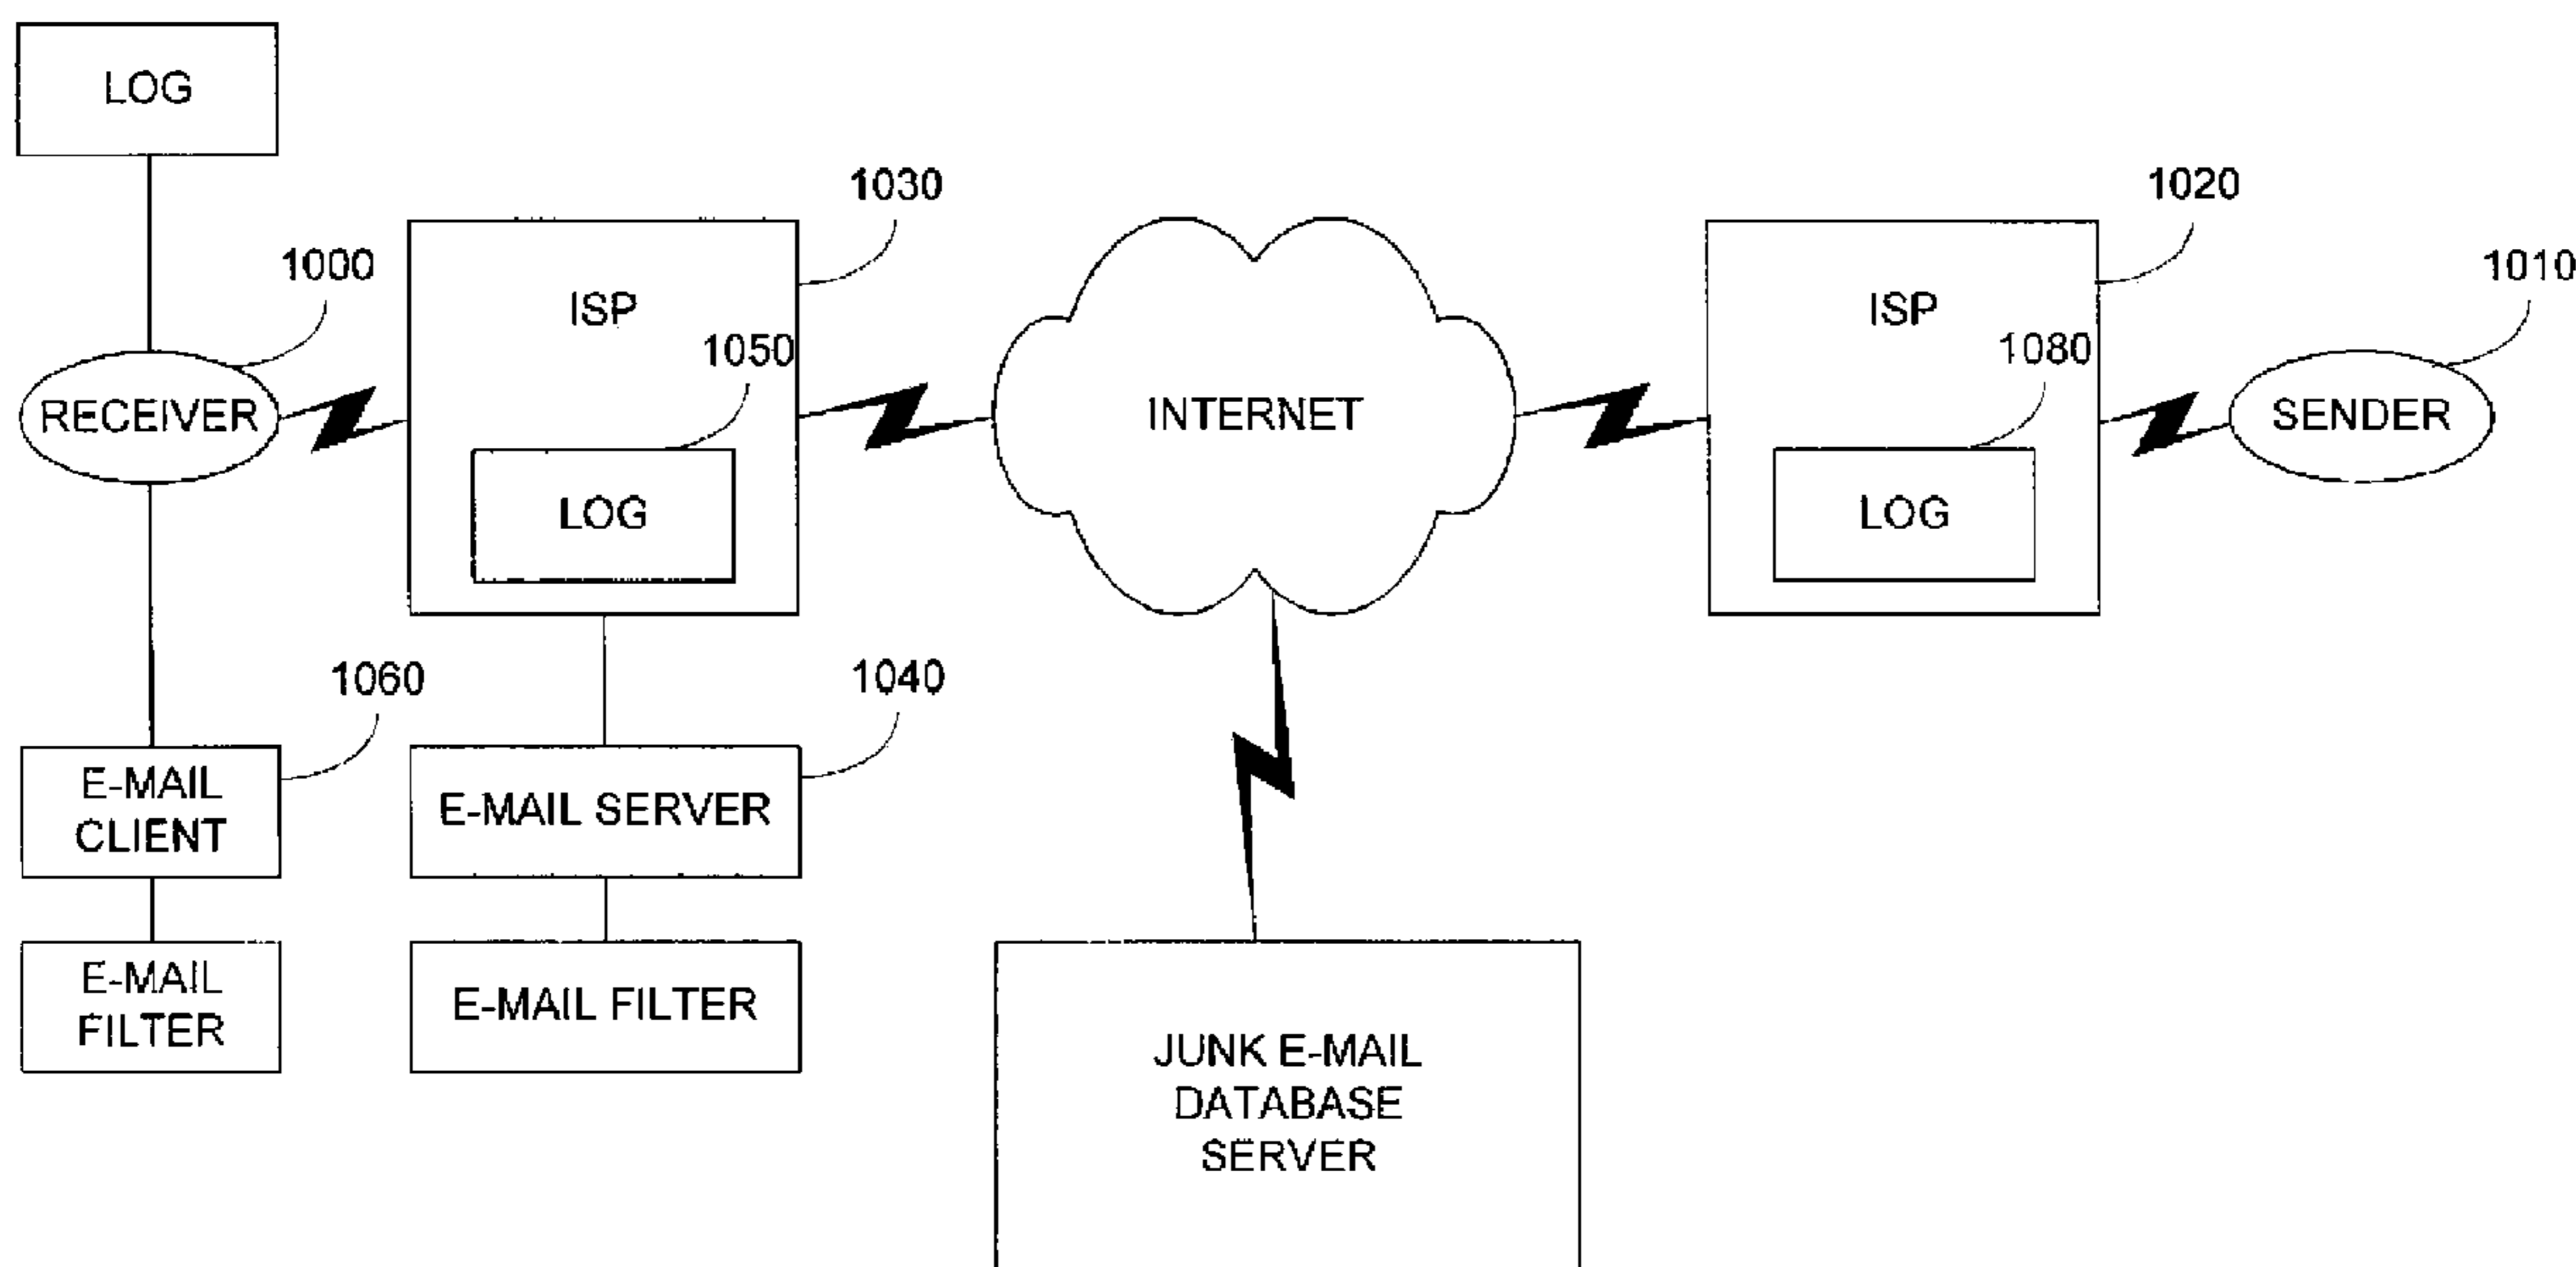 LOG
1030
1020
1000
1010
ISP
ISP
1050
1080
RECEIVER
INTERNET
SENDER
LOG
LOG
1060
1040
E-MAIL
CLIENT
E-MAIL SERVER
E-MAIL
FILTER
E-MAIL FILTER
JUNK E-MAIL
DATABASE
SERVER